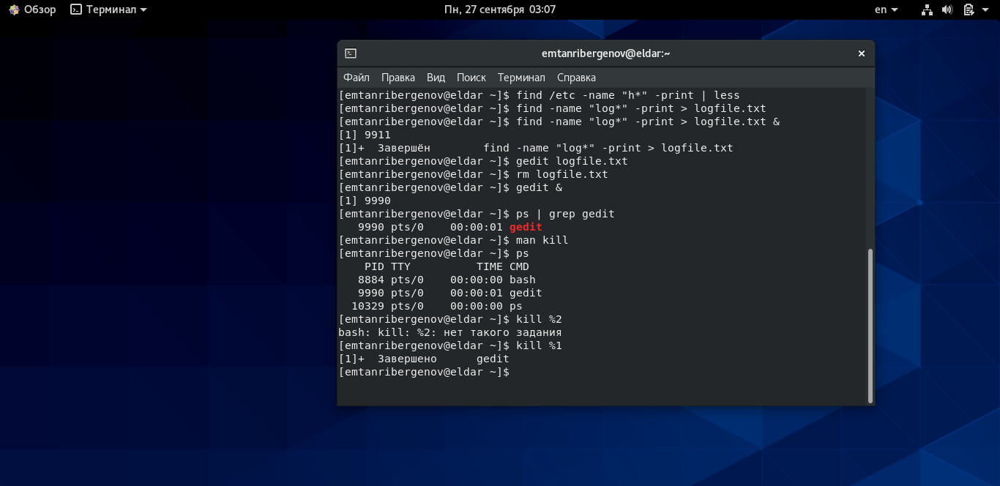 Обзор Терминал Пн, 27 сентября 03:07 en
emtanribergenov@eldar:~
Файл Правка Вид Поиск Терминал Справка
[emtanribergenov@eldar ~]$ find /etc -name "h*" -print | less
[emtanribergenov@eldar ~]$ find -name "log*" -print > logfile.txt
[emtanribergenov@eldar ~]$ find -name "log*" -print > logfile.txt &
[1] 9911
[1]+  Завершён        find -name "log*" -print > logfile.txt
[emtanribergenov@eldar ~]$ gedit logfile.txt
[emtanribergenov@eldar ~]$ rm logfile.txt
[emtanribergenov@eldar ~]$ gedit &
[1] 9990
[emtanribergenov@eldar ~]$ ps | grep gedit
   9990 pts/0    00:00:01 gedit
[emtanribergenov@eldar ~]$ man kill
[emtanribergenov@eldar ~]$ ps
    PID TTY          TIME CMD
   8884 pts/0    00:00:00 bash
   9990 pts/0    00:00:01 gedit
  10329 pts/0    00:00:00 ps
[emtanribergenov@eldar ~]$ kill %2
bash: kill: %2: нет такого задания
[emtanribergenov@eldar ~]$ kill %1
[1]+  Завершено      gedit
[emtanribergenov@eldar ~]$